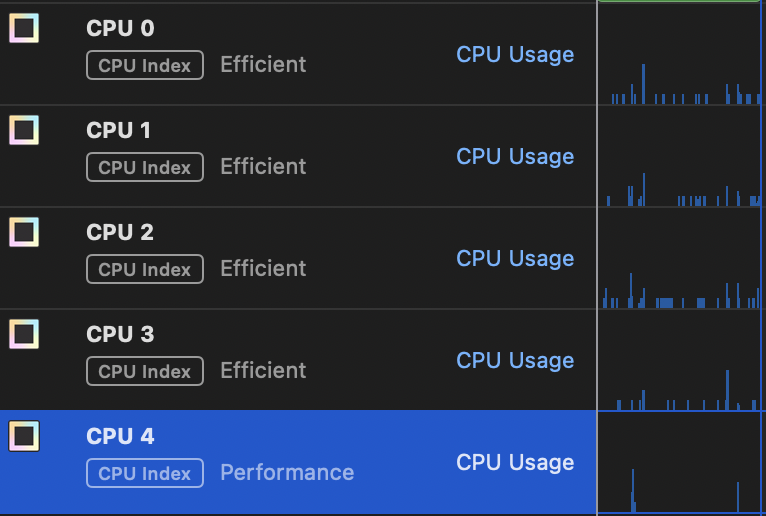 CPU 0
CPU Index Efficient
CPU Usage
CPU 1
CPU Index Efficient
CPU Usage
CPU 2
CPU Index Efficient
CPU Usage
CPU 3
CPU Index Efficient
CPU Usage
CPU 4
CPU Index Performance
CPU Usage